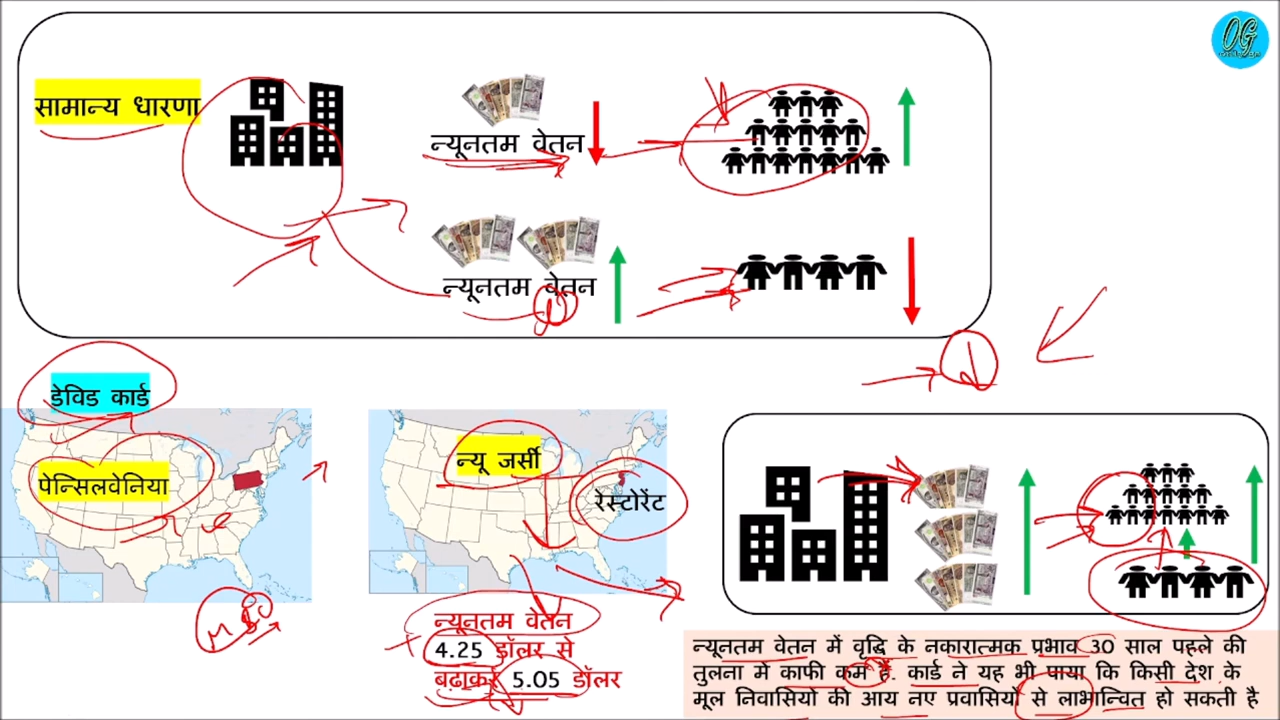 OG
सामान्य धारणा
न्यूनतम वेतन
न्यूनतम वेतन
डेविड कार्ड
पेन्सिलवेनिया
न्यू जर्सी
रेस्टोरेंट
न्यूनतम वेतन
4.25 डॉलर से
बढ़ाकर 5.05 डॉलर
न्यूनतम वेतन में वृद्धि के नकारात्मक प्रभाव 30 साल पहले की
तुलना में काफी कम है. कार्ड ने यह भी पाया कि किसी देश के
मूल निवासियों की आय नए प्रवासियों से लाभान्वित हो सकती है